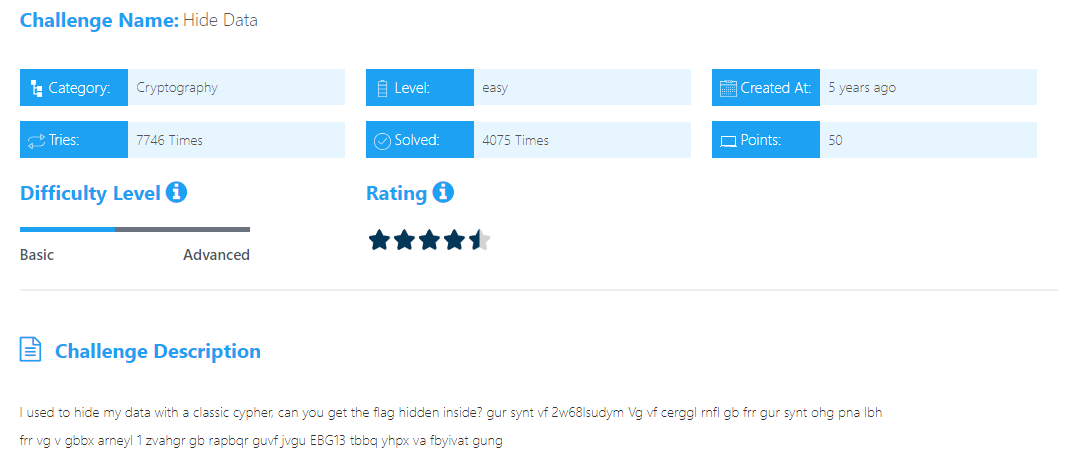 Challenge Name: Hide Data
Category: Cryptography Level: easy Created At: 5 years ago
Tries: 7746 Times Solved: 4075 Times Points: 50
Difficulty Level Rating
Basic Advanced
Challenge Description
I used to hide my data with a classic cypher, can you get the flag hidden inside? gur synt vf 2w68lsudym Vg vf cerggl rnfl gb frr gur synt ohg pna lbh
frr vg v gbbx arneyl 1 zvahgr gb rapbqr guvf jvgu EBG13 tbbq yhpx va fbyivat gung